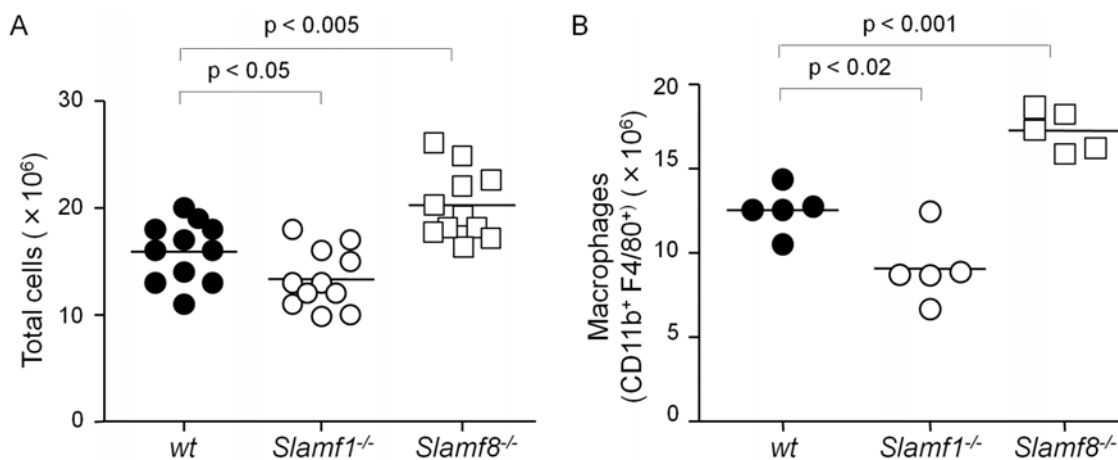 A
p < 0.005
p < 0.05
Total cells ( × 10⁶)
30
20
10
0
wt
Slamf1⁻/⁻
Slamf8⁻/⁻
B
p < 0.001
p < 0.02
Macrophages
(CD11b⁺ F4/80⁺) ( × 10⁶)
20
15
10
5
0
wt
Slamf1⁻/⁻
Slamf8⁻/⁻